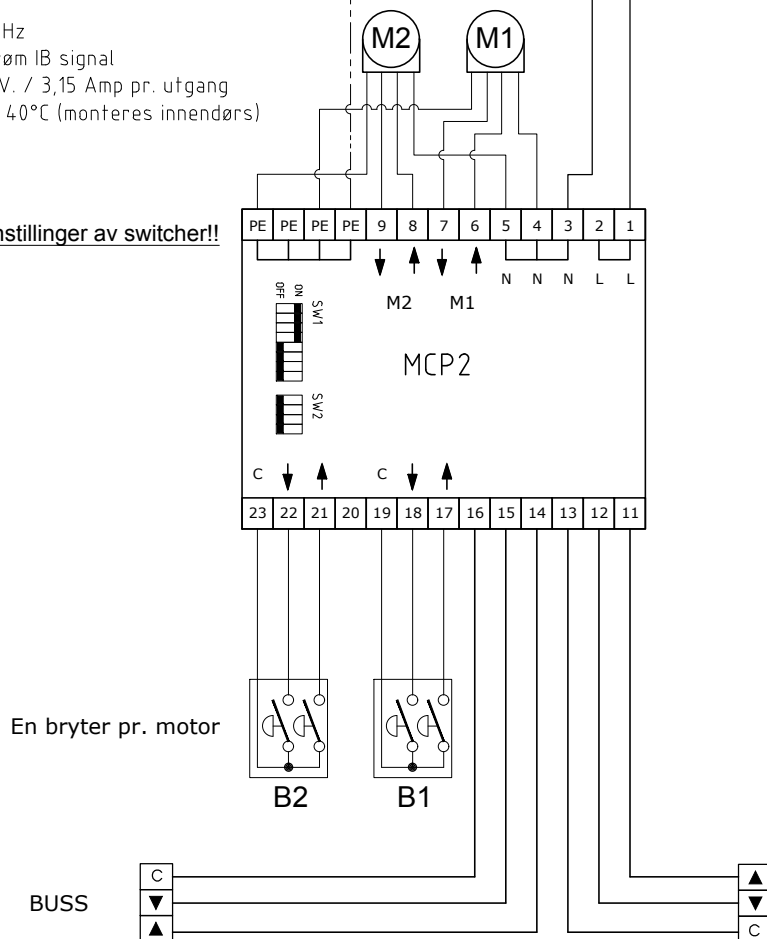 Hz
øm IB signal
V. / 3,15 Amp pr. utgang
40°C (monteres innendørs)
M2 M1
nstillinger av switcher!!
PE PE PE PE 9 8 7 6 5 4 3 2 1
N N N L L
M2 M1
OFF ON
SW1
MCP2
SW2
C C
23 22 21 20 19 18 17 16 15 14 13 12 11
En bryter pr. motor
B2 B1
C
BUSS
C